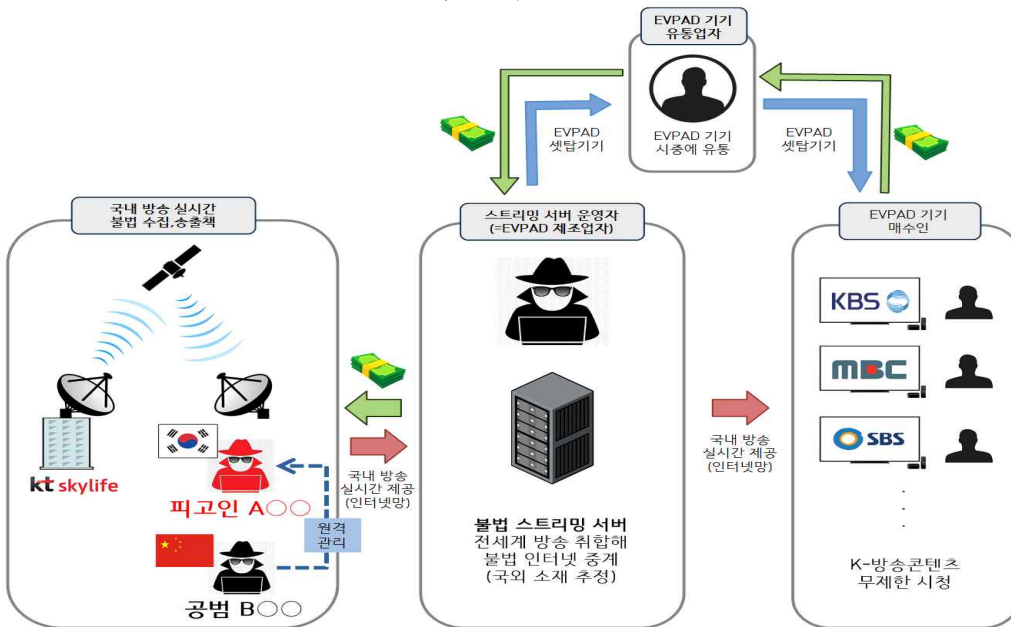 EVPAD 기기
유통업자
EVPAD 기기
시중에 유통
EVPAD
셋탑기기
EVPAD
셋탑기기
국내 방송 실시간
불법 수집,송출책
kt skylife
피고인 A○○
원격
관리
공범 B○○
국내 방송
실시간 제공
(인터넷망)
스트리밍 서버 운영자
(=EVPAD 제조업자)
불법 스트리밍 서버
전세계 방송 취합해
불법 인터넷 중계
(국외 소재 추정)
국내 방송
실시간 제공
(인터넷망)
EVPAD 기기
매수인
KBS
MBC
SBS
K-방송콘텐츠
무제한 시청